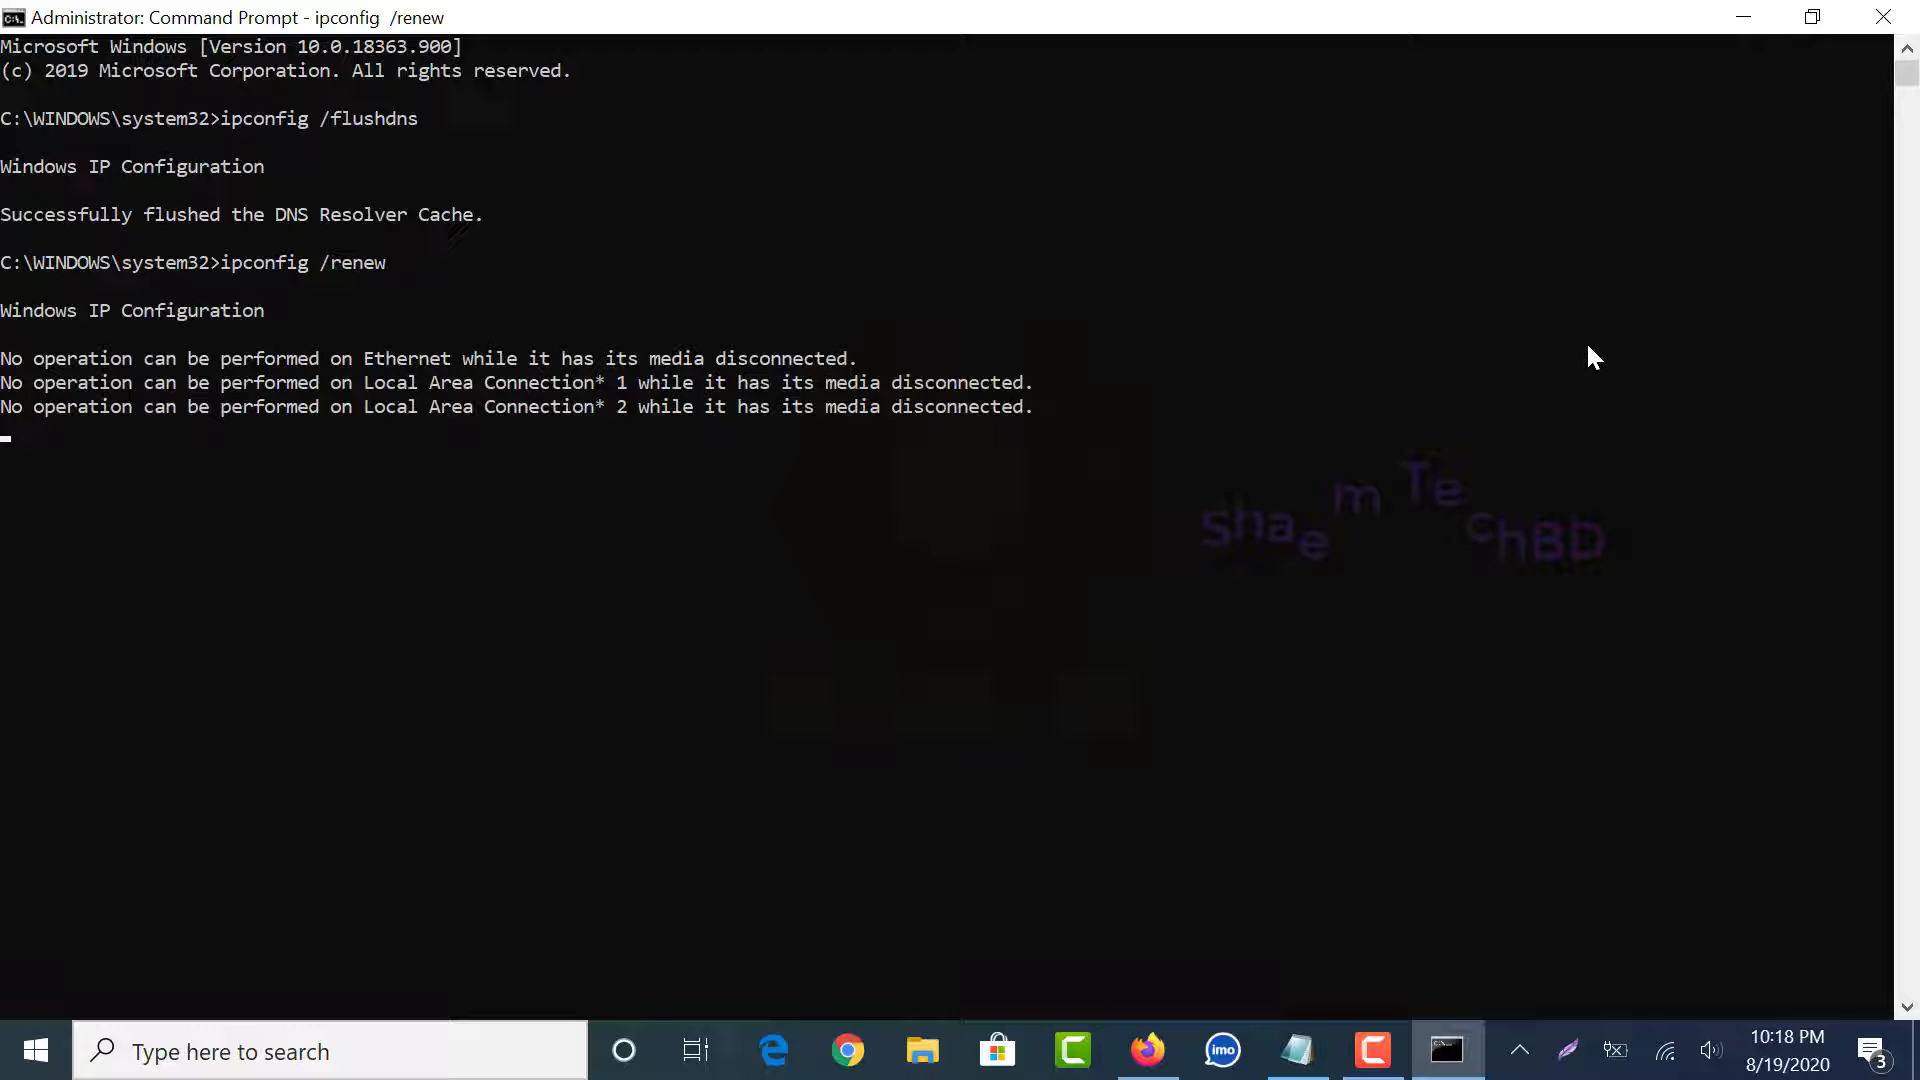 Administrator: Command Prompt - ipconfig  /renew
Microsoft Windows [Version 10.0.18363.900]
(c) 2019 Microsoft Corporation. All rights reserved.
C:\WINDOWS\system32>ipconfig /flushdns
Windows IP Configuration
Successfully flushed the DNS Resolver Cache.
C:\WINDOWS\system32>ipconfig /renew
Windows IP Configuration
No operation can be performed on Ethernet while it has its media disconnected.
No operation can be performed on Local Area Connection* 1 while it has its media disconnected.
No operation can be performed on Local Area Connection* 2 while it has its media disconnected.
Shaem TechBD
Type here to search
imo
10:18 PM
8/19/2020
3